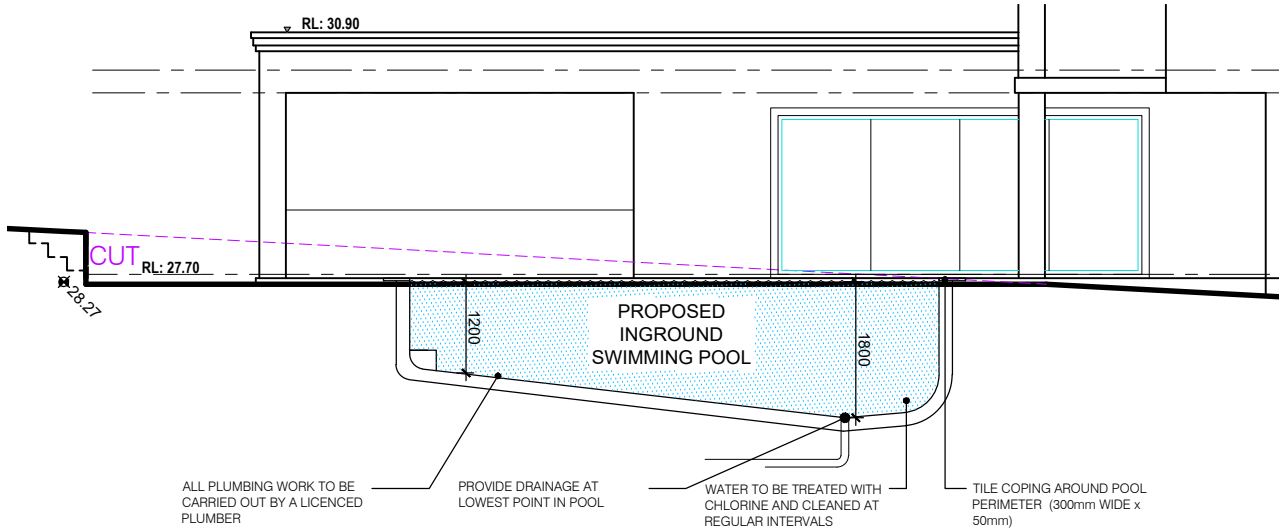 RL: 30.90
CUT
RL: 27.70
28.27
PROPOSED
INGROUND
SWIMMING POOL
1200
1800
ALL PLUMBING WORK TO BE
CARRIED OUT BY A LICENCED
PLUMBER
PROVIDE DRAINAGE AT
LOWEST POINT IN POOL
WATER TO BE TREATED WITH
CHLORINE AND CLEANED AT
REGULAR INTERVALS
TILE COPING AROUND POOL
PERIMETER (300mm WIDE x
50mm)